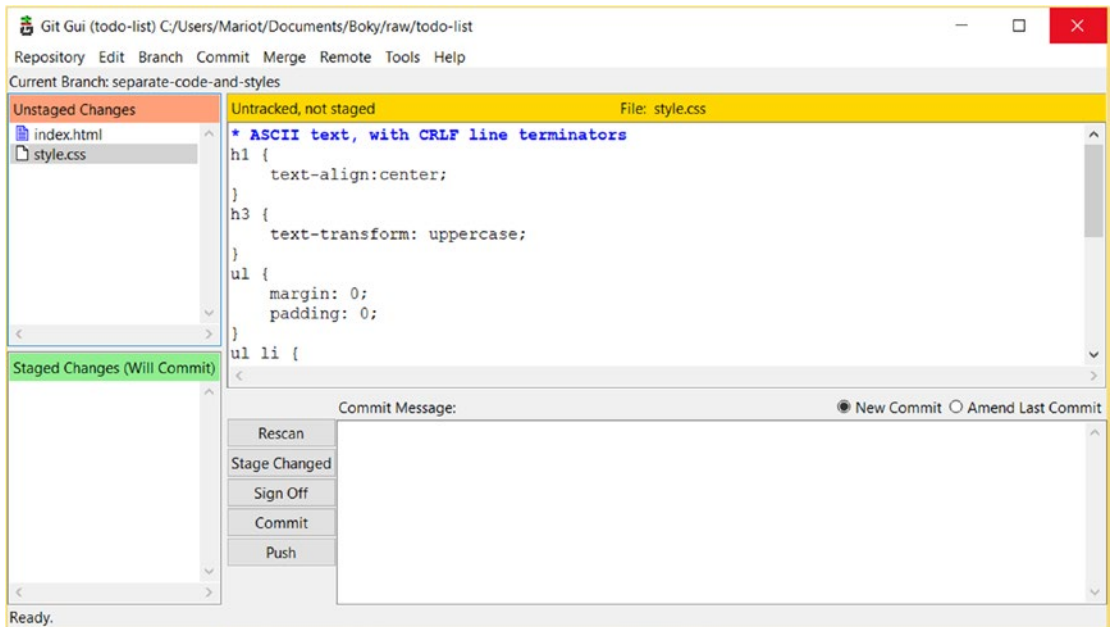 Git Gui (todo-list) C:/Users/Mariot/Documents/Boky/raw/todo-list
Repository Edit Branch Commit Merge Remote Tools Help
Current Branch: separate-code-and-styles
Unstaged Changes
index.html
style.css
Untracked, not staged File: style.css
* ASCII text, with CRLF line terminators
h1 {
    text-align:center;
}
h3 {
    text-transform: uppercase;
}
ul {
    margin: 0;
    padding: 0;
}
ul li {
Staged Changes (Will Commit)
Commit Message: New Commit Amend Last Commit
Rescan
Stage Changed
Sign Off
Commit
Push
Ready.